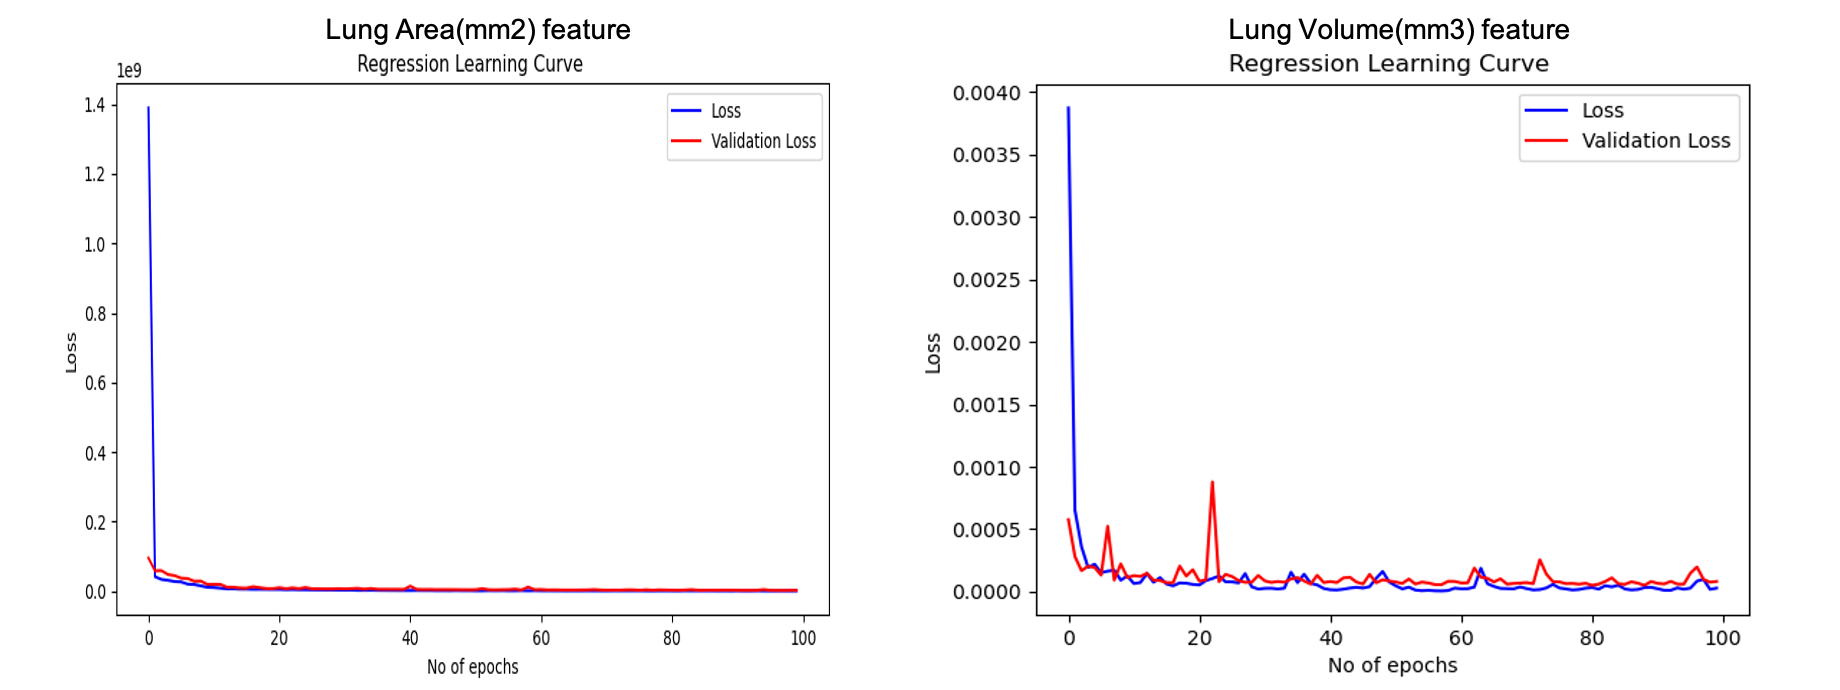 Lung Area(mm2) feature
Regression Learning Curve
1e9
1.4
1.2
1.0
0.8
0.6
0.4
0.2
0.0
Loss
0
20
40
60
80
100
No of epochs
Loss
Validation Loss
Lung Volume(mm3) feature
Regression Learning Curve
0.0040
0.0035
0.0030
0.0025
0.0020
0.0015
0.0010
0.0005
0.0000
Loss
0
20
40
60
80
100
No of epochs
Loss
Validation Loss